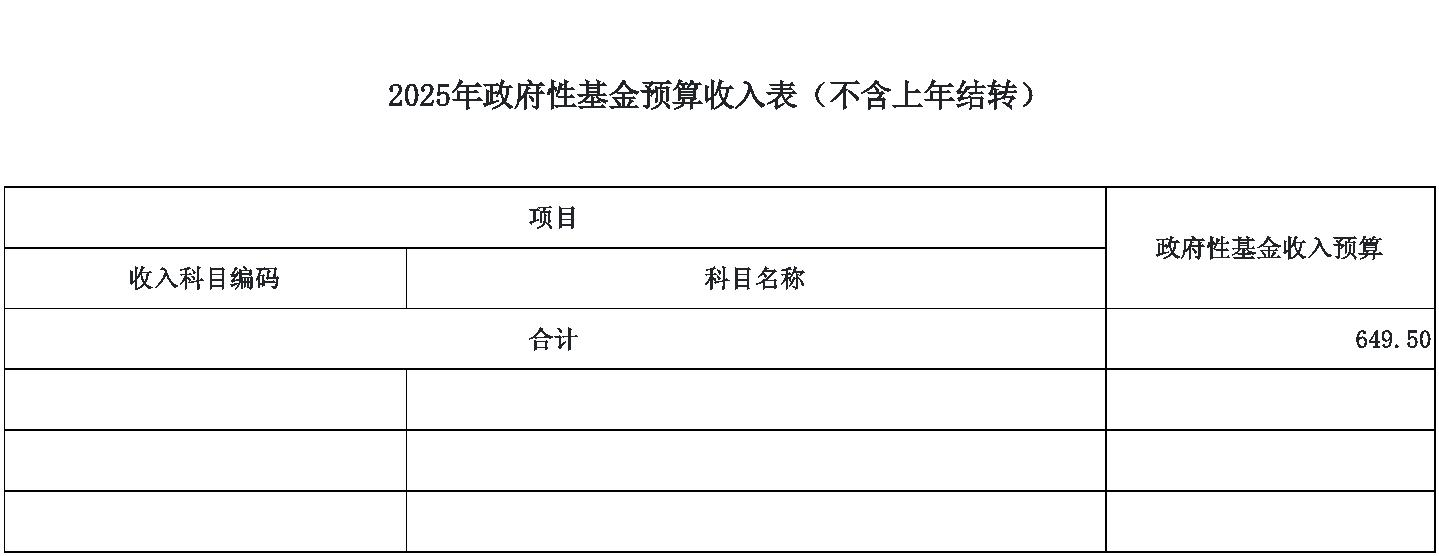 2025年政府性基金预算收入表（不含上年结转）
项目
政府性基金收入预算
收入科目编码
科目名称
合计
649.50